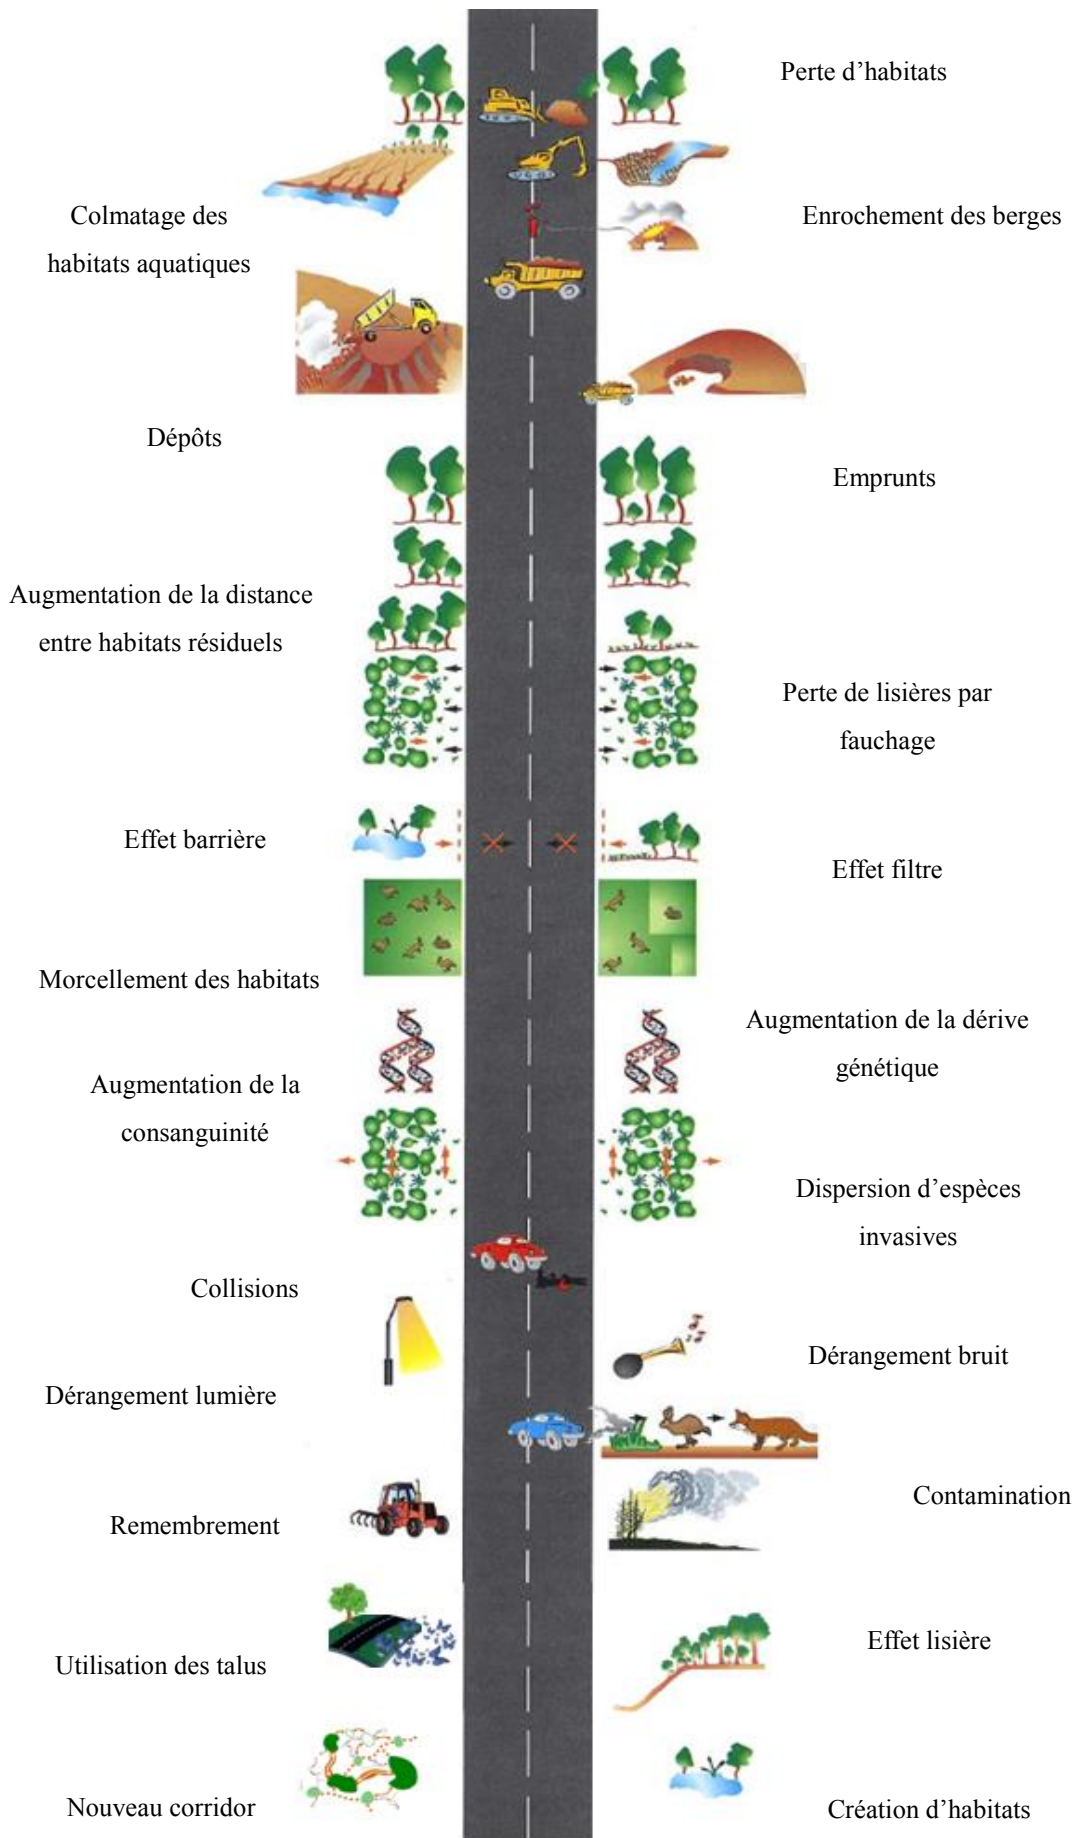 Perte d'habitats
Colmatage des
habitats aquatiques
Enrochement des berges
Dépôts
Emprunts
Augmentation de la distance
entre habitats résiduels
Perte de lisières par
fauchage
Effet barrière
Effet filtre
Morcellement des habitats
Augmentation de la dérive
génétique
Augmentation de la
consanguinité
Dispersion d'espèces
invasives
Collisions
Dérangement bruit
Dérangement lumière
Contamination
Remembrement
Effet lisière
Utilisation des talus
Nouveau corridor
Création d'habitats